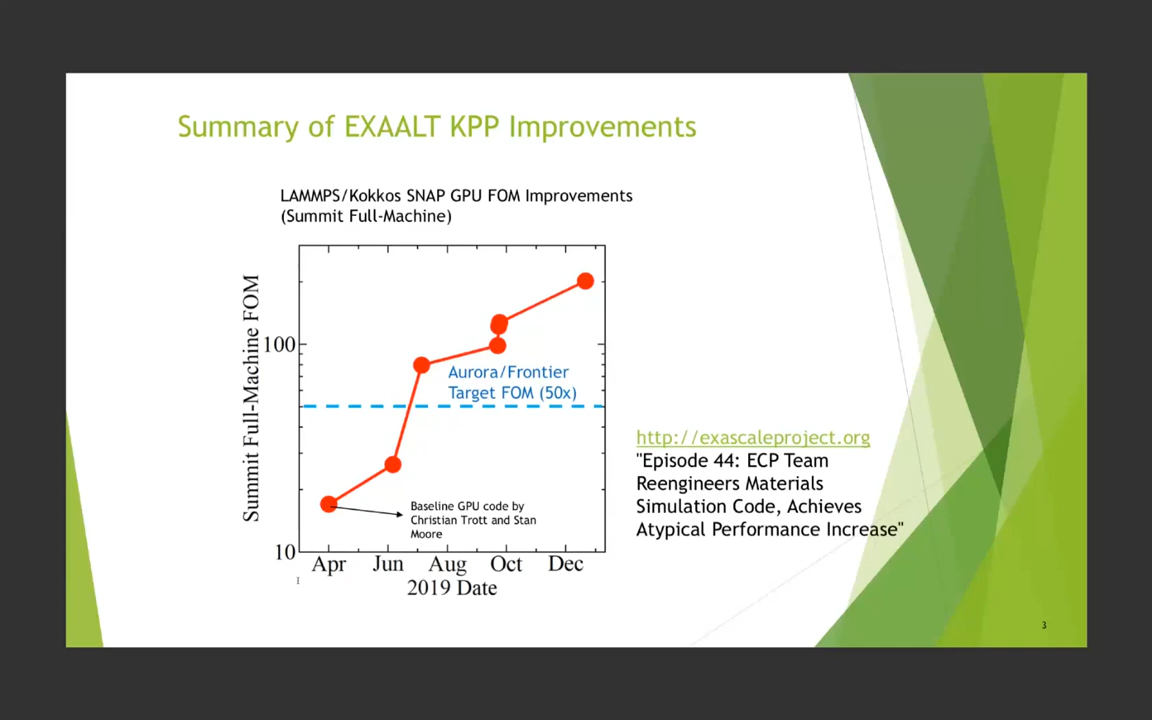 Summary of EXAALT KPP Improvements
LAMMPS/Kokkos SNAP GPU FOM Improvements
(Summit Full-Machine)
Summit Full-Machine FOM
100
10
Aurora/Frontier
Target FOM (50x)
Baseline GPU code by
Christian Trott and Stan
Moore
Apr Jun Aug Oct Dec
2019 Date
http://exascaleproject.org
"Episode 44: ECP Team
Reengineers Materials
Simulation Code, Achieves
Atypical Performance Increase"
3